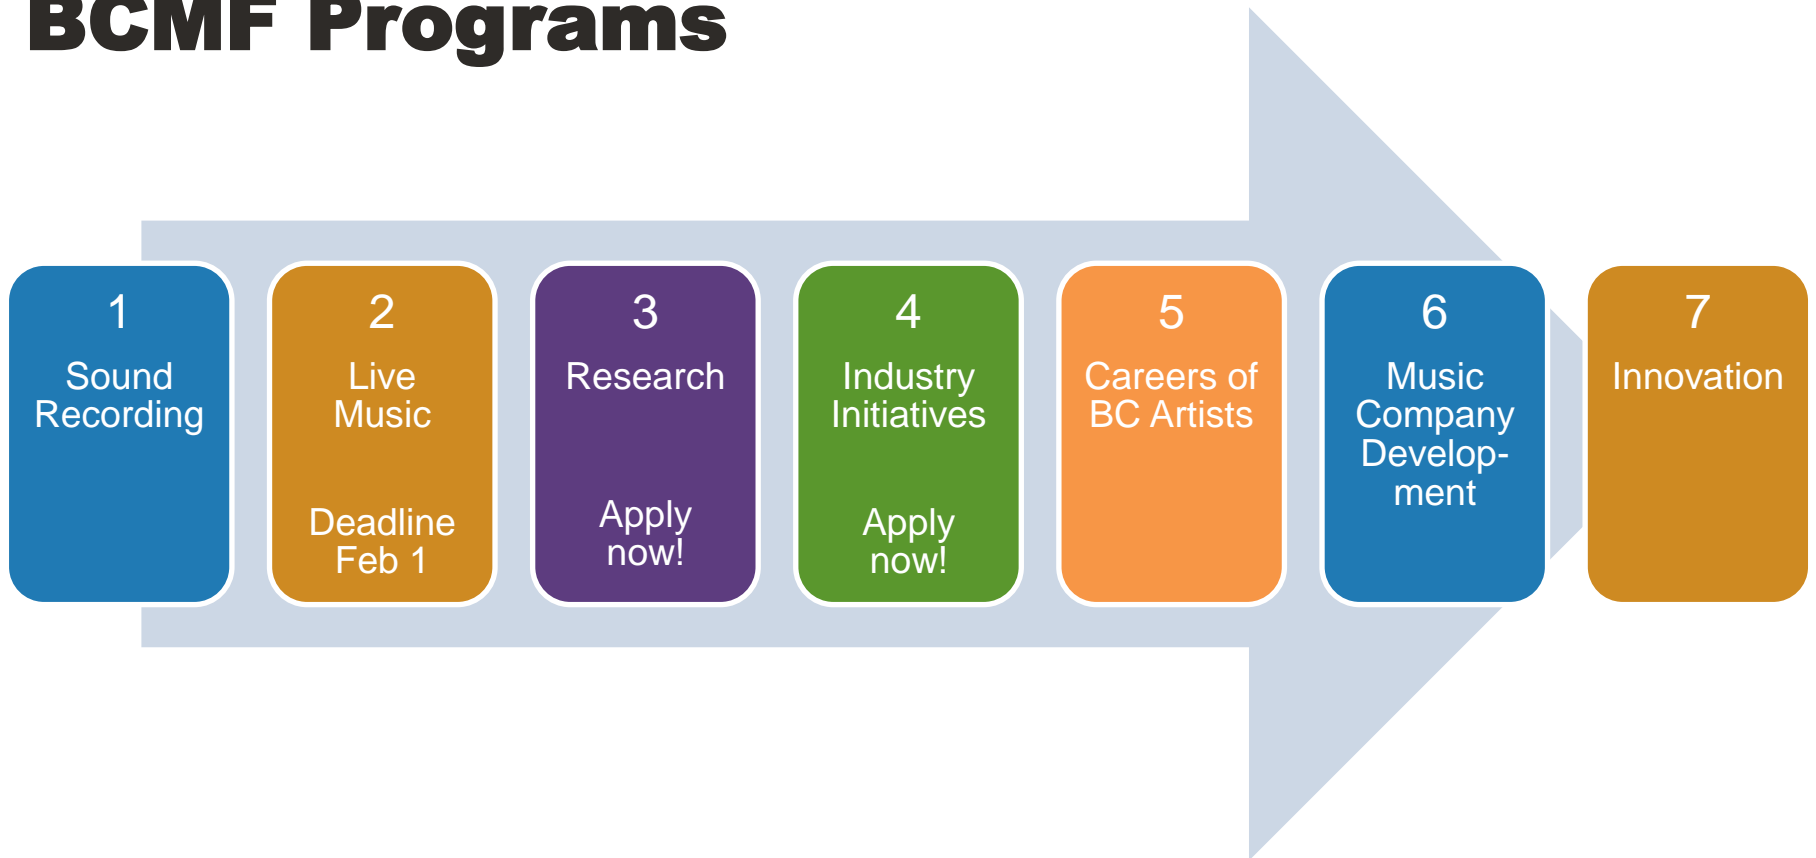 BCMF Programs
1
Sound
Recording
2
Live
Music
Deadline
Feb 1
3
Research
Apply
now!
4
Industry
Initiatives
Apply
now!
5
Careers of
BC Artists
6
Music
Company
Develop-
ment
7
Innovation